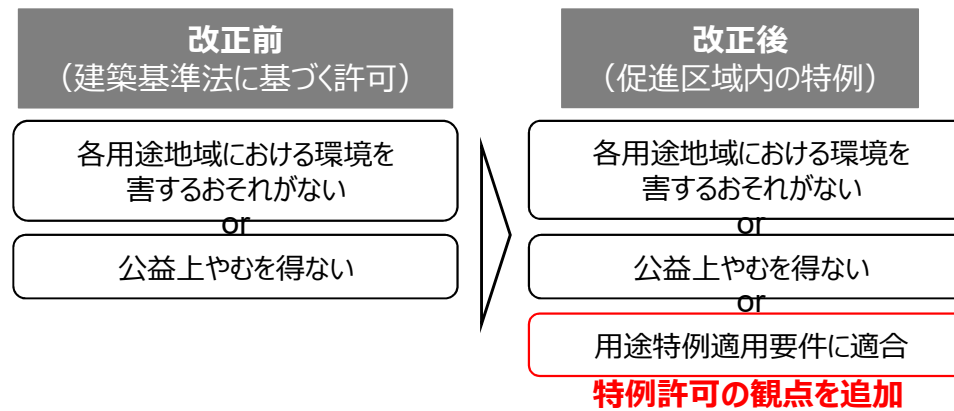 改正前
（建築基準法に基づく許可）
各用途地域における環境を
害するおそれがない
or
公益上やむを得ない
改正後
（促進区域内の特例）
各用途地域における環境を
害するおそれがない
or
公益上やむを得ない
or
用途特例適用要件に適合
特例許可の観点を追加